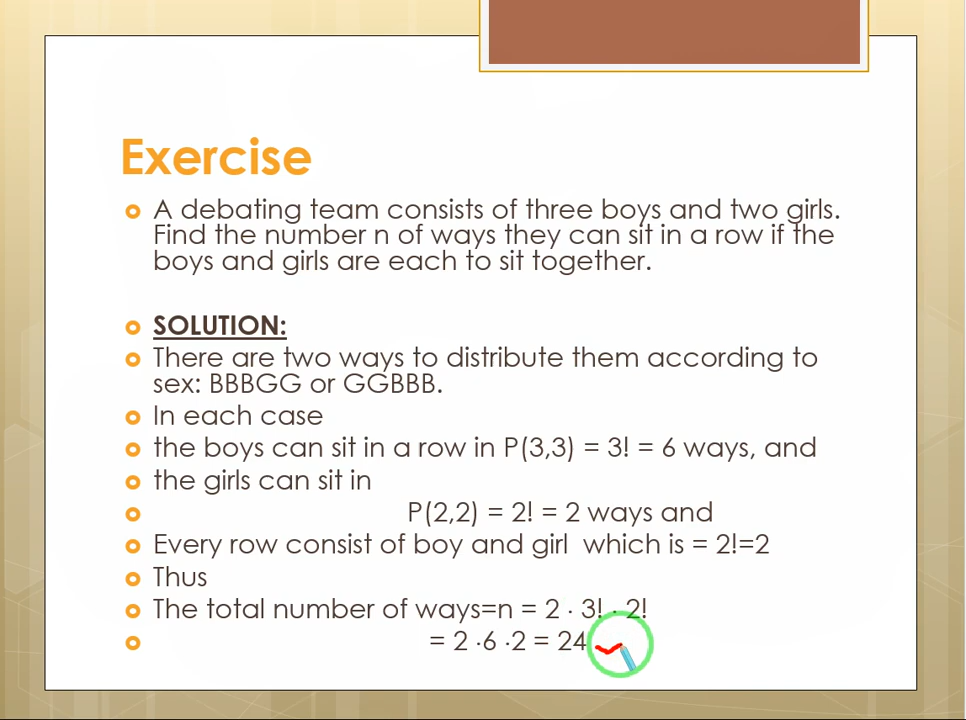 Exercise
A debating team consists of three boys and two girls.
Find the number n of ways they can sit in a row if the
boys and girls are each to sit together.
SOLUTION:
There are two ways to distribute them according to
sex: BBBGG or GGBBB.
In each case
the boys can sit in a row in P(3,3) = 3! = 6 ways, and
the girls can sit in
P(2,2) = 2! = 2 ways and
Every row consist of boy and girl which is = 2!=2
Thus
The total number of ways=n = 2 · 3! · 2!
= 2 ·6 ·2 = 24